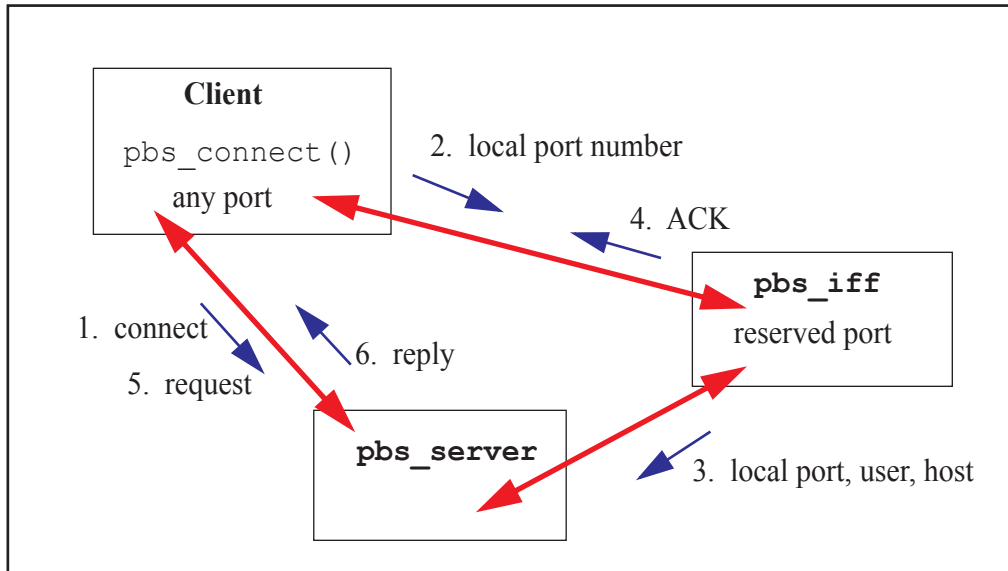 Client
pbs_connect()
any port
2. local port number
4. ACK
pbs_iff
reserved port
1. connect
6. reply
5. request
pbs_server
3. local port, user, host